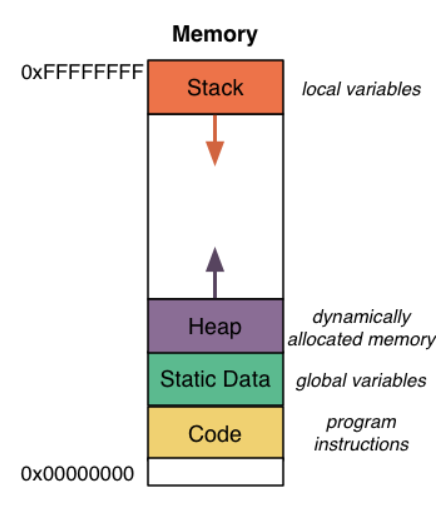 Memory
0xFFFFFFFF
Stack
local variables
Heap
dynamically
allocated memory
Static Data
global variables
Code
program
instructions
0x00000000